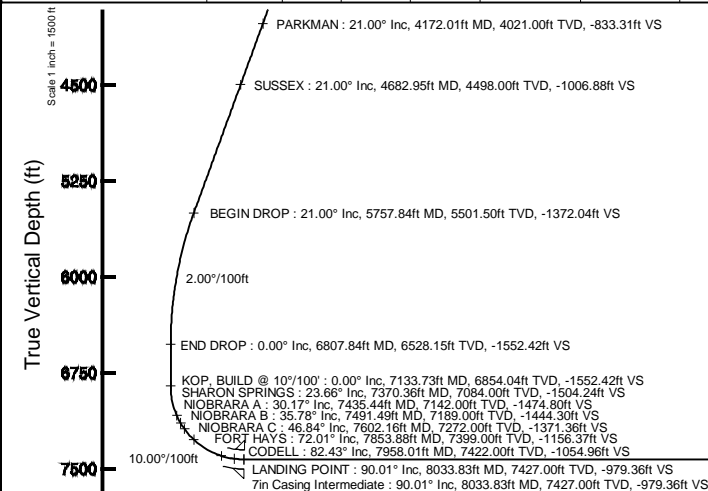 Scale 1 inch = 1500 ft
True Vertical Depth (ft)
PARKMAN : 21.00° Inc, 4172.01ft MD, 4021.00ft TVD, -833.31ft VS
4500
SUSSEX : 21.00° Inc, 4682.95ft MD, 4498.00ft TVD, -1006.88ft VS
5250
BEGIN DROP : 21.00° Inc, 5757.84ft MD, 5501.50ft TVD, -1372.04ft VS
6000
2.00°/100ft
END DROP : 0.00° Inc, 6807.84ft MD, 6528.15ft TVD, -1552.42ft VS
6750
KOP, BUILD @ 10°/100' : 0.00° Inc, 7133.73ft MD, 6854.04ft TVD, -1552.42ft VS
SHARON SPRINGS : 23.66° Inc, 7370.36ft MD, 7084.00ft TVD, -1504.24ft VS
NIOBRARA A : 30.17° Inc, 7435.44ft MD, 7142.00ft TVD, -1474.80ft VS
NIOBRARA B : 35.78° Inc, 7491.49ft MD, 7189.00ft TVD, -1444.30ft VS
NIOBRARA C : 46.84° Inc, 7602.16ft MD, 7272.00ft TVD, -1371.36ft VS
FORT HAYS : 72.01° Inc, 7853.88ft MD, 7399.00ft TVD, -1156.37ft VS
CODELL : 82.43° Inc, 7958.01ft MD, 7422.00ft TVD, -1054.96ft VS
10.00°/100ft
7500
LANDING POINT : 90.01° Inc, 8033.83ft MD, 7427.00ft TVD, -979.36ft VS
7in Casing Intermediate : 90.01° Inc, 8033.83ft MD, 7427.00ft TVD, -979.36ft VS